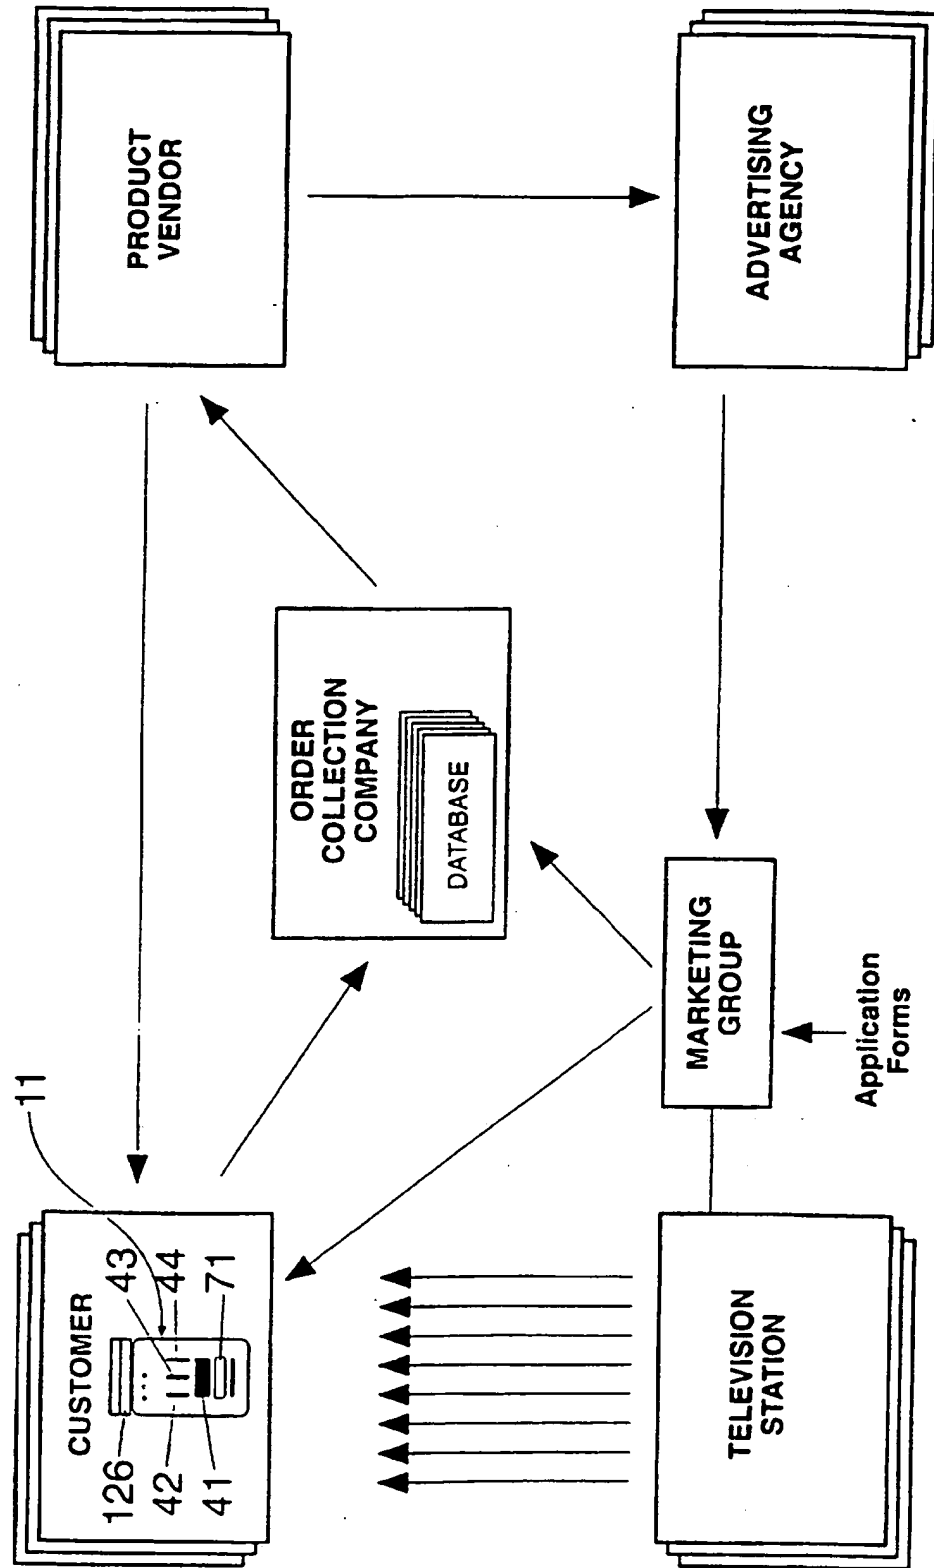 CUSTOMER
11
126
42
41
43
44
71
ORDER
COLLECTION
COMPANY
DATABASE
PRODUCT
VENDOR
TELEVISION
STATION
MARKETING
GROUP
Application
Forms
ADVERTISING
AGENCY